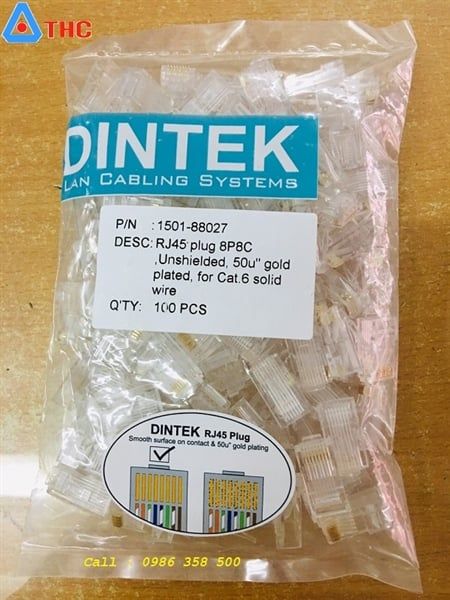 THC
DINTEK
LAN CABLING SYSTEMS
P/N : 1501-88027
DESC: RJ45 plug 8P8C
,Unshielded, 50u" gold
plated, for Cat.6 solid
wire
Q'TY: 100 PCS
DINTEK RJ45 Plug
Smooth surface on contact & 50u" gold plating
Call : 0986 358 500